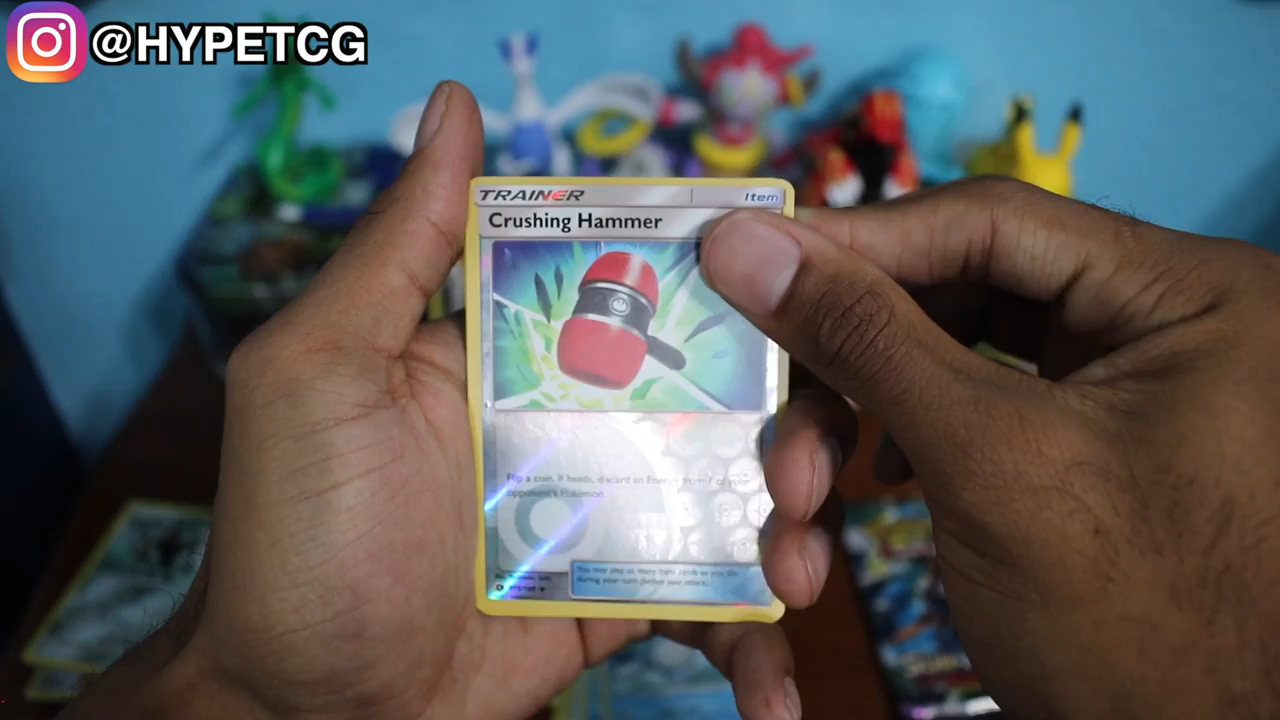 @HYPETCG
TRAINER
Item
Crushing Hammer
Flip a coin. If heads, discard an Energy from 1 of your
opponent's Pokémon.
You may play as many Item cards as you like
during your turn (before your attack).